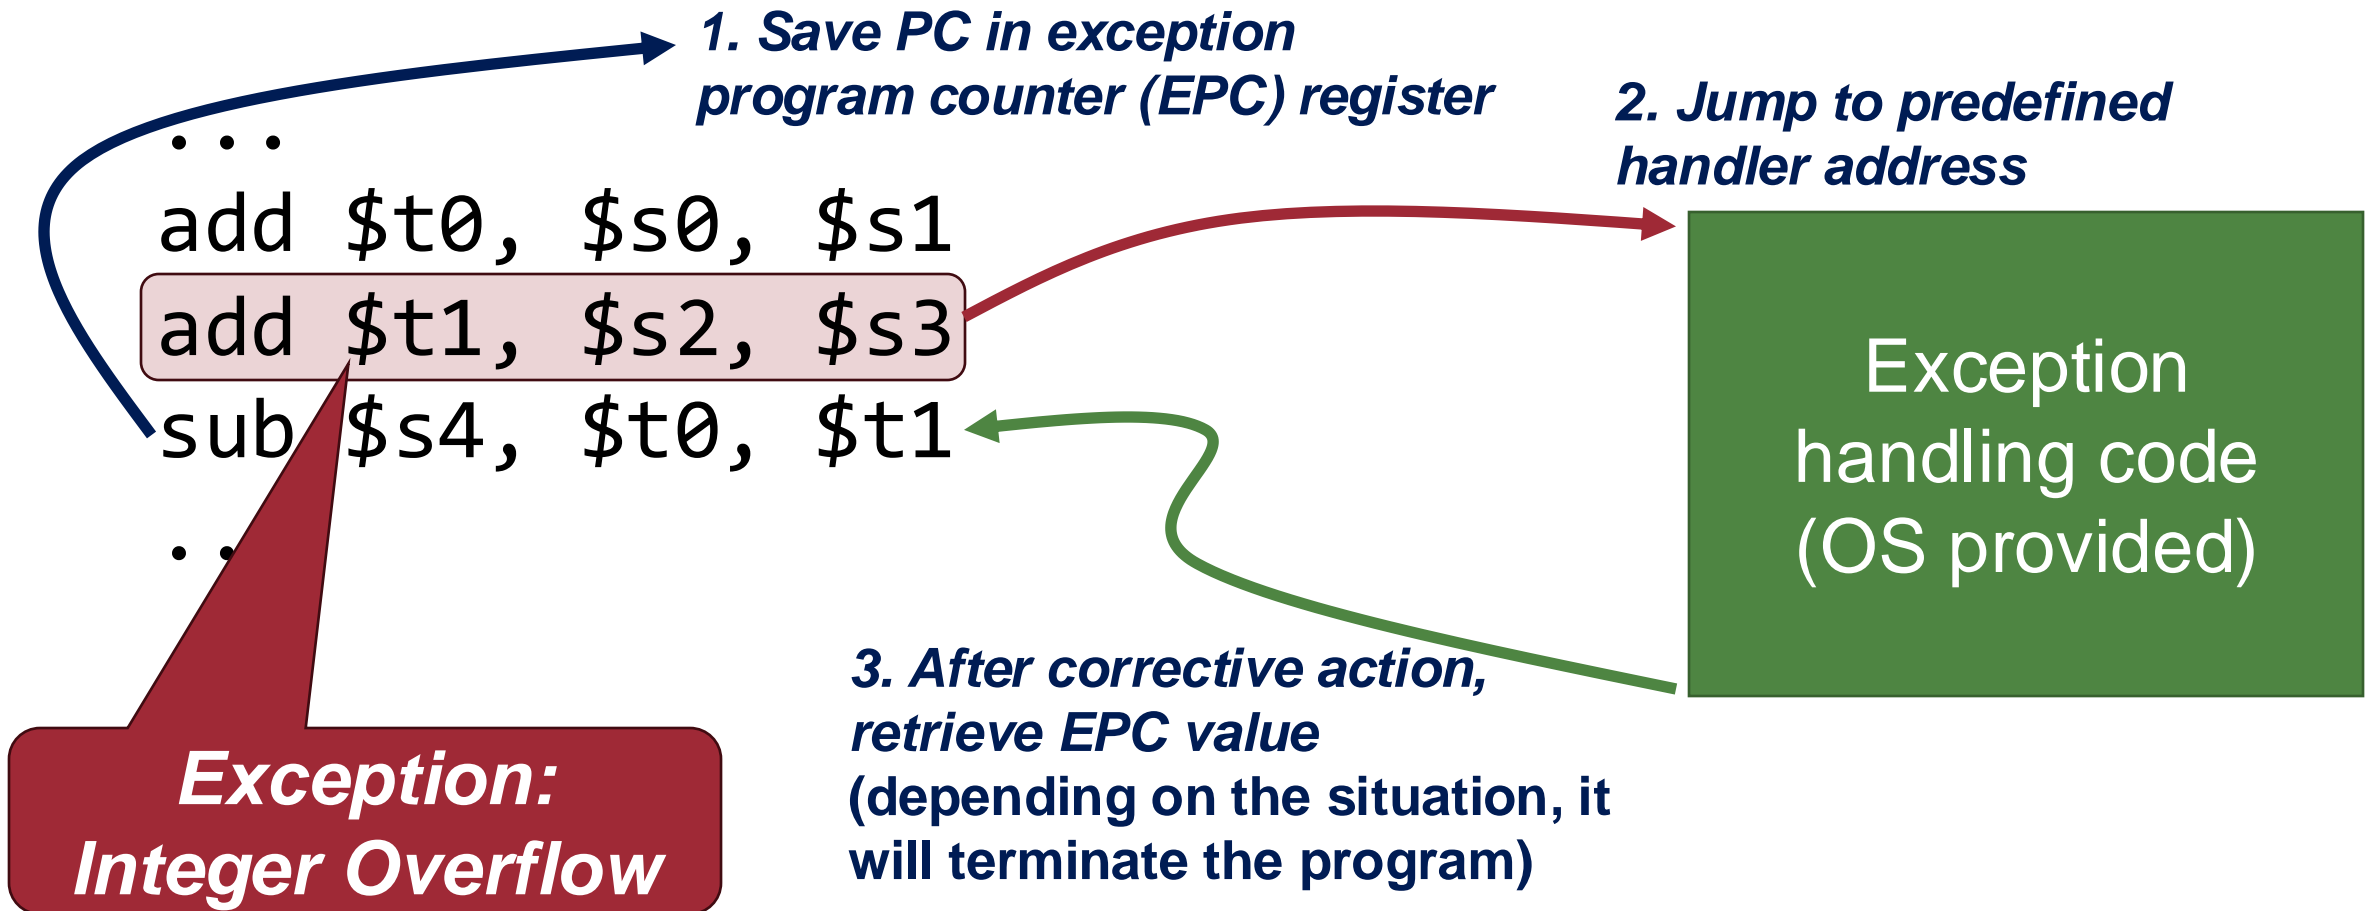 1. Save PC in exception
program counter (EPC) register
2. Jump to predefined
handler address
...
add $t0, $s0, $s1
add $t1, $s2, $s3
sub $s4, $t0, $t1
..
Exception
handling code
(OS provided)
3. After corrective action,
retrieve EPC value
(depending on the situation, it
will terminate the program)
Exception:
Integer Overflow